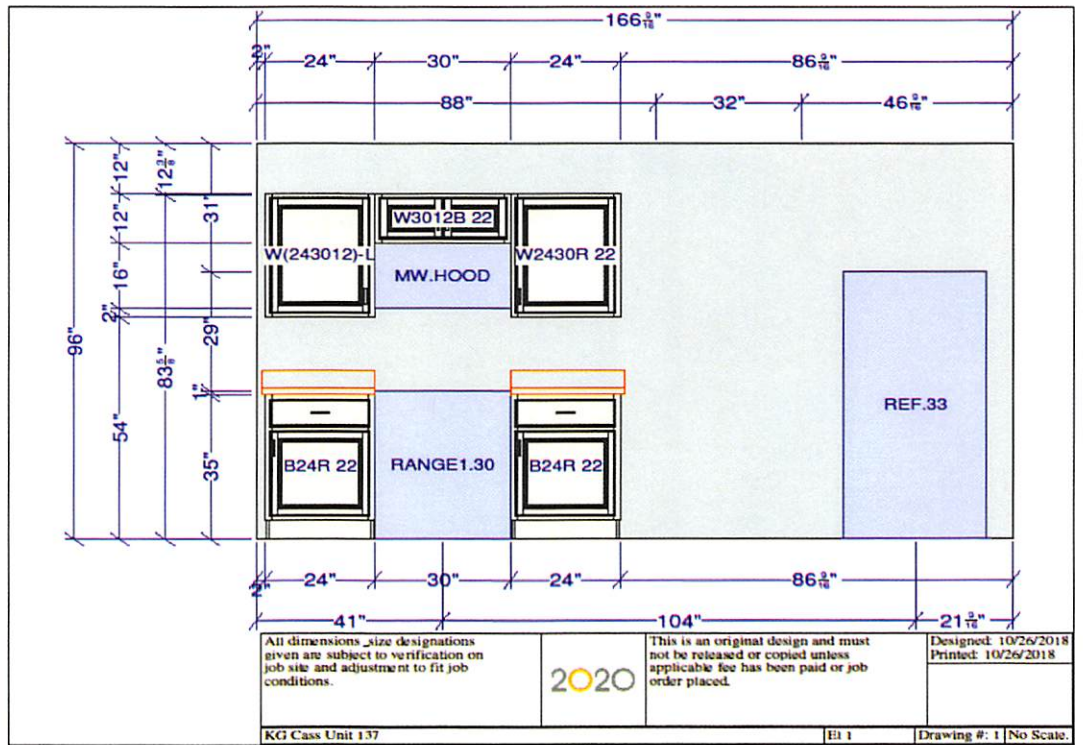 166 9/16"
2" 24" 30" 24" 86 9/16"
88" 32" 46 9/16"
12" 12 3/8"
12" 31"
W3012B 22
W(243012)-L W2430R 22
16" MW.HOOD
2" 29"
96" 83 5/8"
1"
54" REF.33
35" B24R 22 RANGE1.30 B24R 22
2" 24" 30" 24" 86 9/16"
41" 104" 21 9/16"
All dimensions size designations
given are subject to verification on
job site and adjustment to fit job
conditions.
2020
This is an original design and must
not be released or copied unless
applicable fee has been paid or job
order placed.
Designed: 10/26/2018
Printed: 10/26/2018
KG Cass Unit 137 El 1 Drawing #: 1 No Scale.